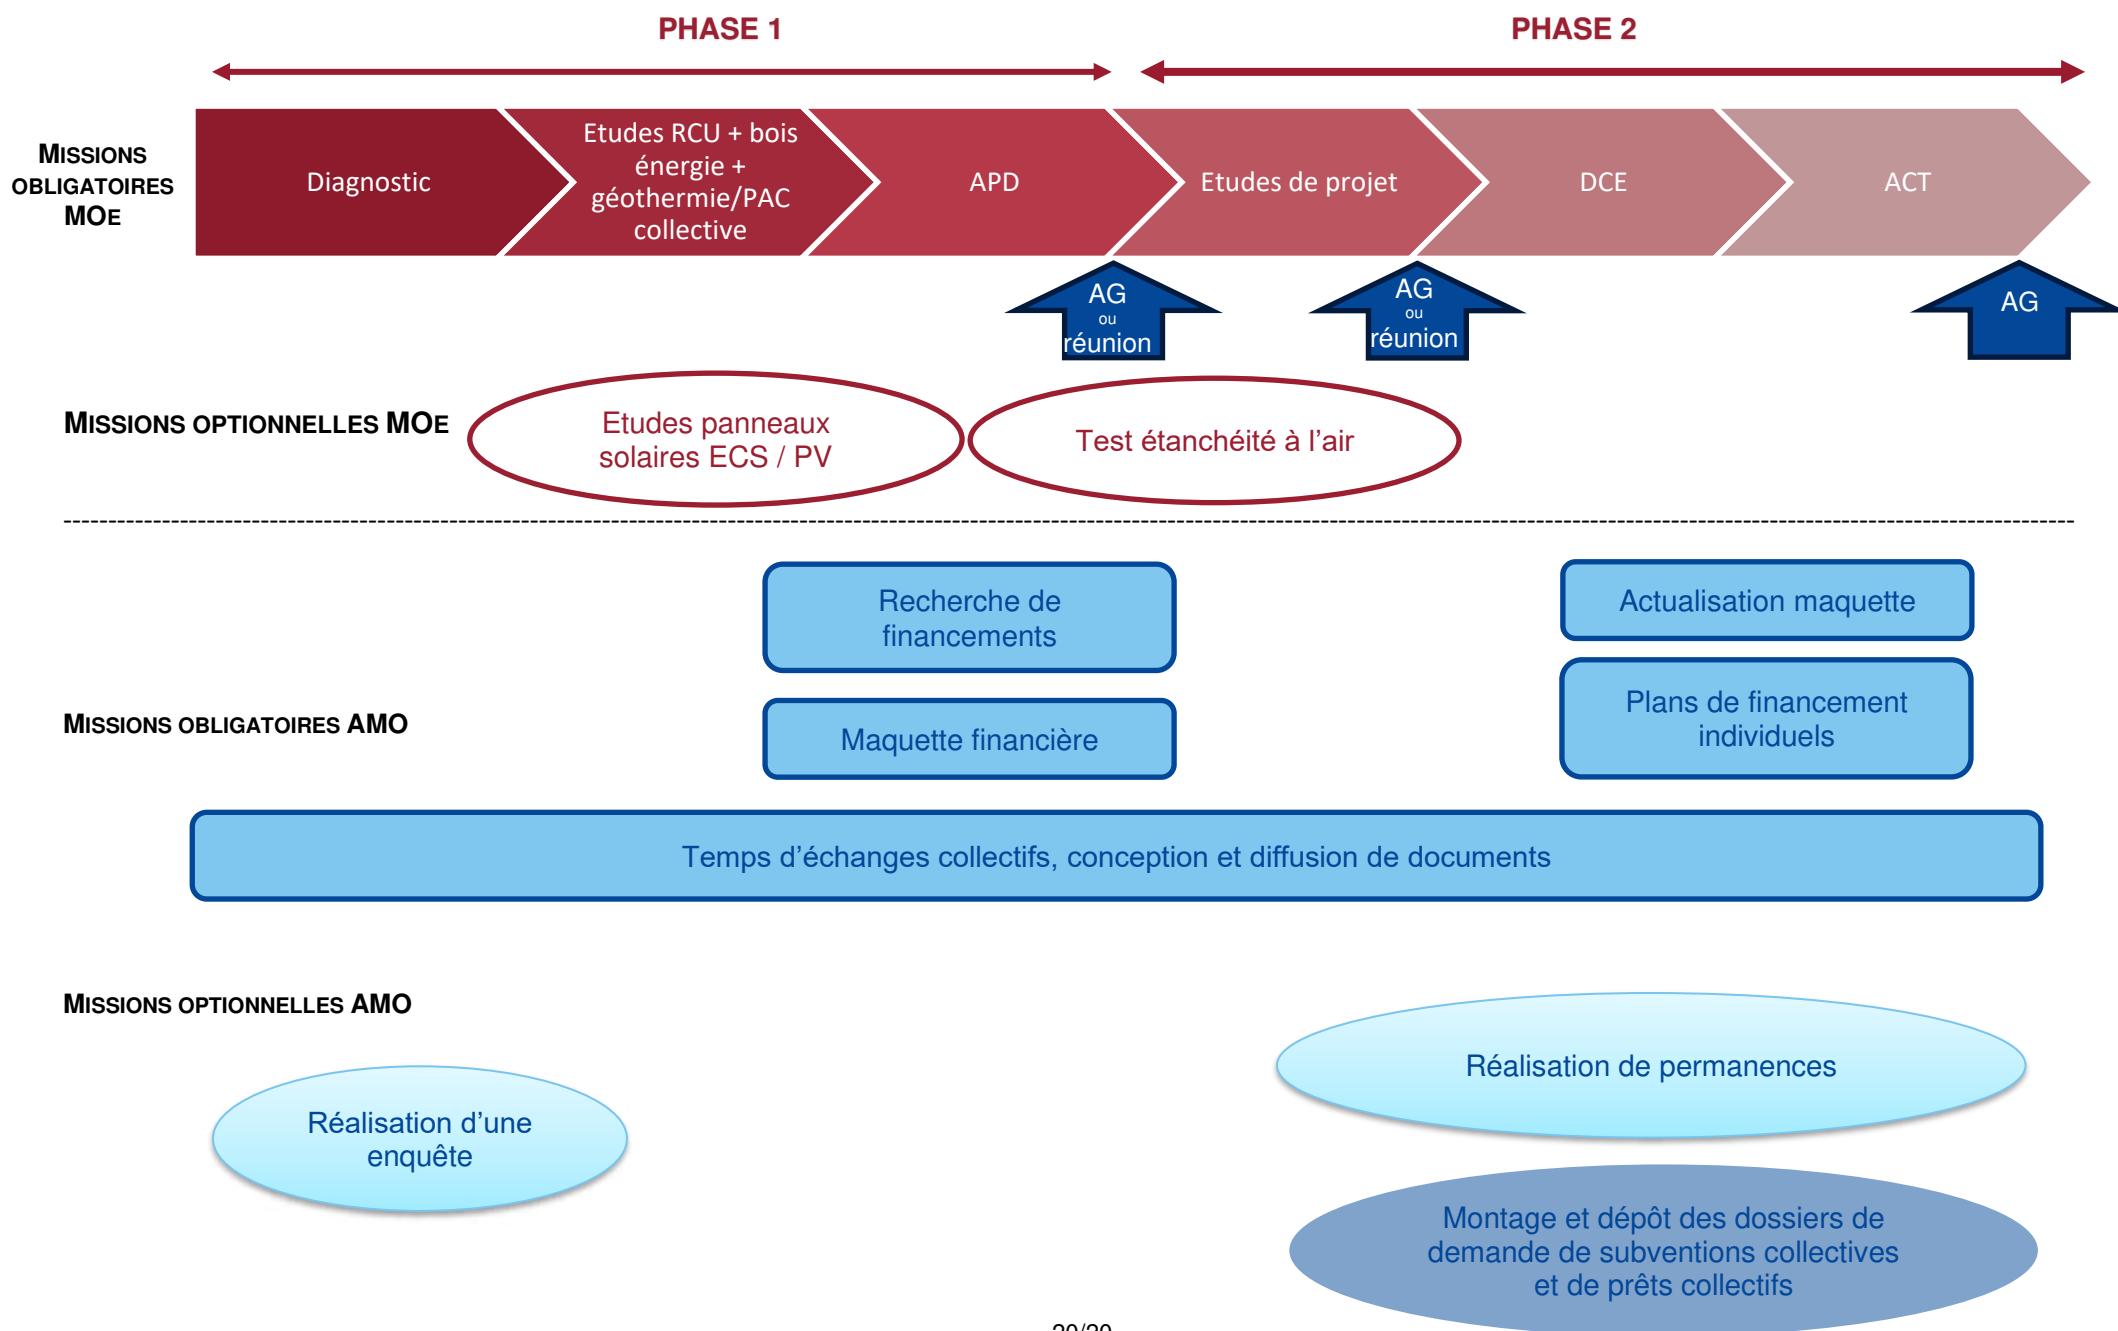 PHASE 1
PHASE 2
MISSIONS
OBLIGATOIRES
MOE
Diagnostic
Etudes RCU + bois
énergie +
géothermie/PAC
collective
APD
Etudes de projet
DCE
ACT
AG
ou
réunion
AG
ou
réunion
AG
MISSIONS OPTIONNELLES MOE
Etudes panneaux
solaires ECS / PV
Test étanchéité à l’air
Recherche de
financements
Actualisation maquette
MISSIONS OBLIGATOIRES AMO
Maquette financière
Plans de financement
individuels
Temps d’échanges collectifs, conception et diffusion de documents
MISSIONS OPTIONNELLES AMO
Réalisation de permanences
Réalisation d’une
enquête
Montage et dépôt des dossiers de
demande de subventions collectives
et de prêts collectifs
20/20